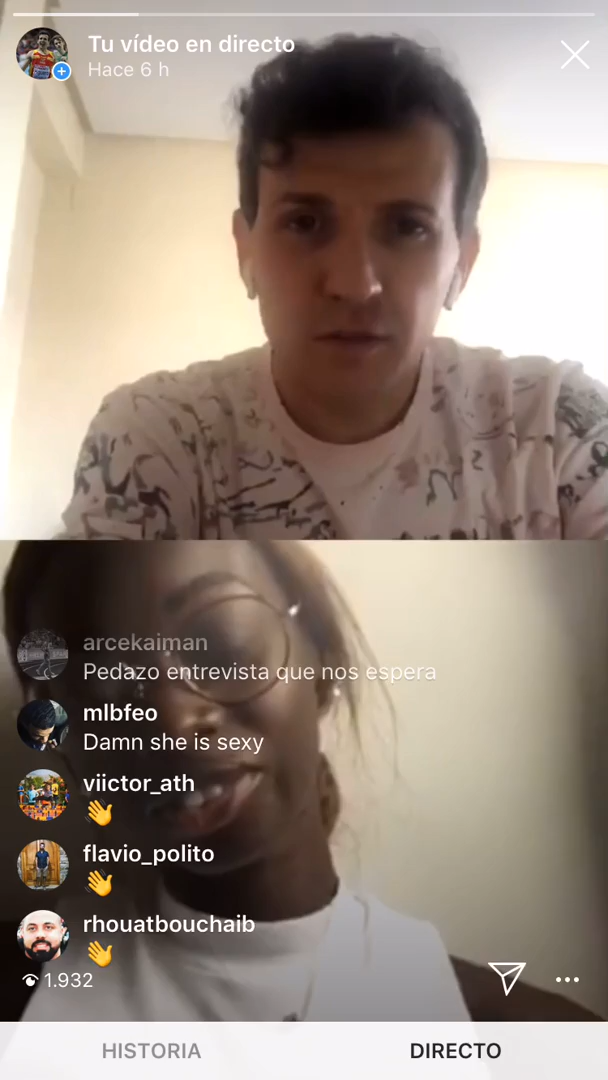 Tu vídeo en directo
Hace 6 h
arcekaiman
Pedazo entrevista que nos espera
mlbfeo
Damn she is sexy
viictor_ath
👋
flavio_polito
👋
rhouatbouchaib
👋
1.932
HISTORIA
DIRECTO